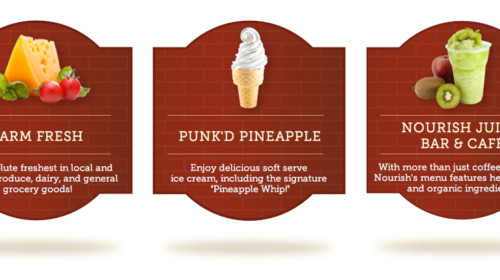 ARM FRESH
lute freshest in local and
roduce, dairy, and general
grocery goods!
PUNK'D PINEAPPLE
Enjoy delicious soft serve
ice cream, including the signature
"Pineapple Whip!"
NOURISH JUI
BAR & CAF
With more than just coffee
Nourish's menu features he
and organic ingredie